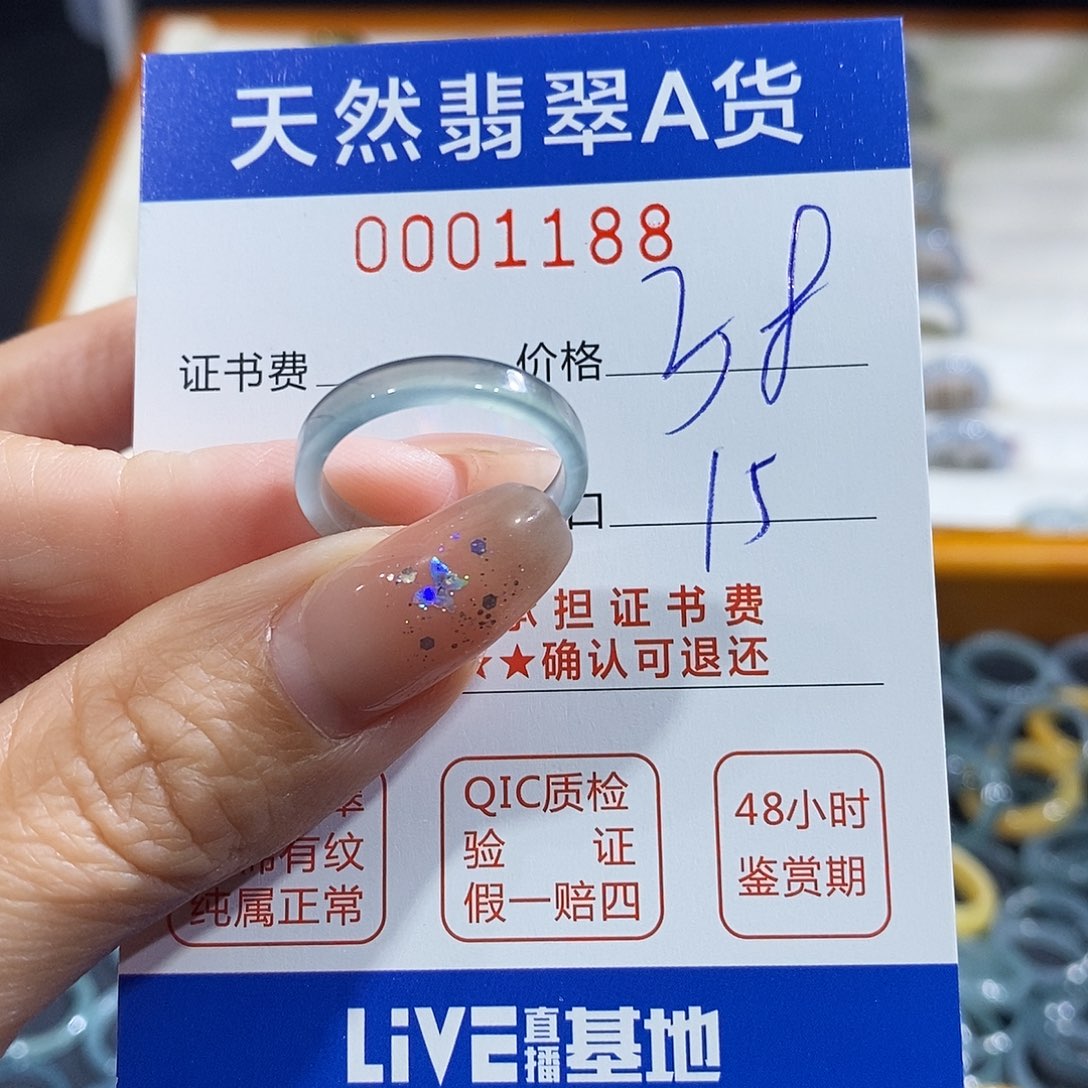 天然翡翠A货
0001188
证书费 价格 38
口 15
担证书费
★★确认可退还
有纹
纯属正常
QIC质检
验 证
假一赔四
48小时
鉴赏期
LiVE直播基地